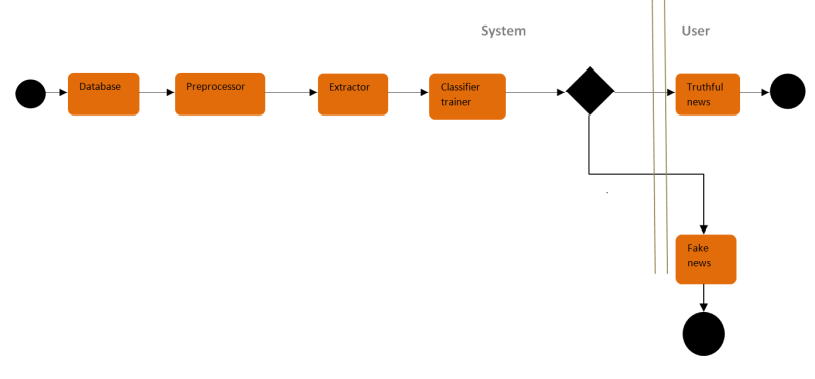 System
User
Database
Preprocessor
Extractor
Classifier
trainer
Truthful
news
Fake
news